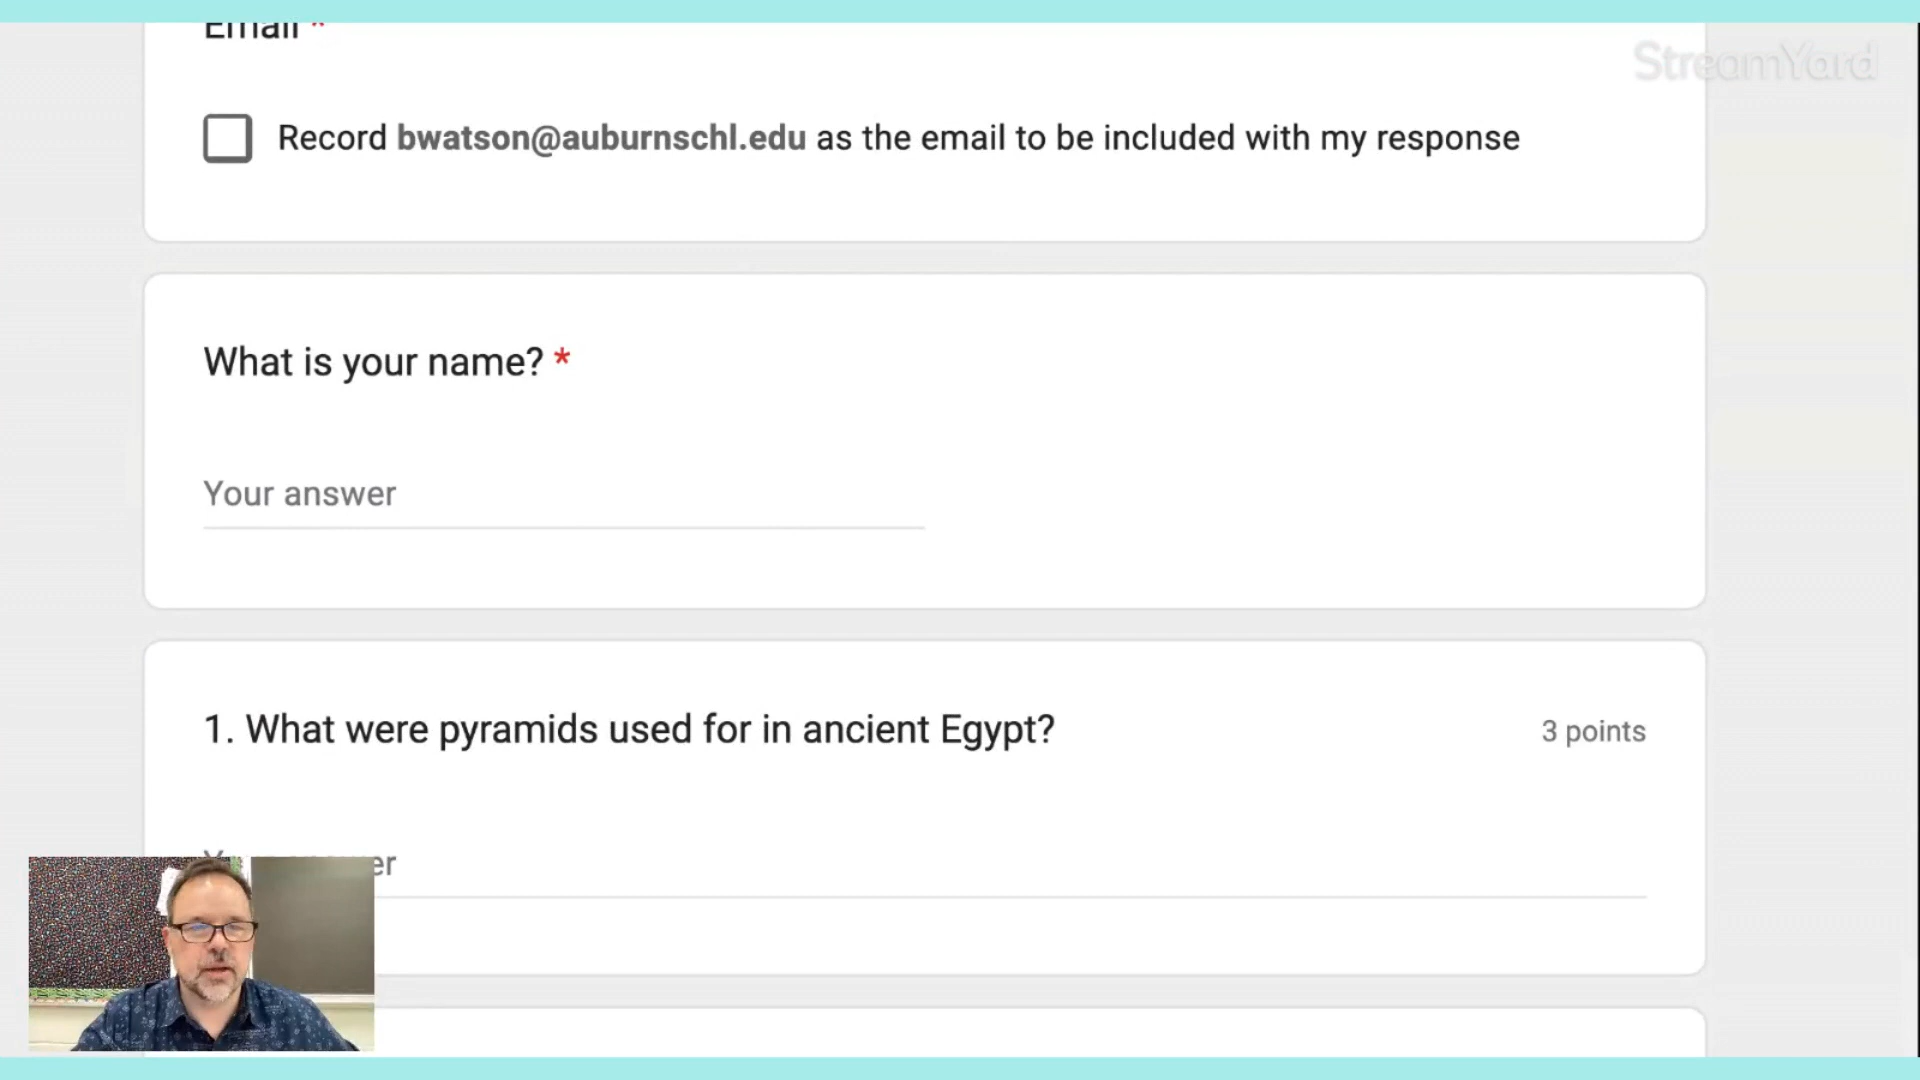 Email *
StreamYard
Record bwatson@auburnschl.edu as the email to be included with my response
What is your name? *
Your answer
1. What were pyramids used for in ancient Egypt?
3 points